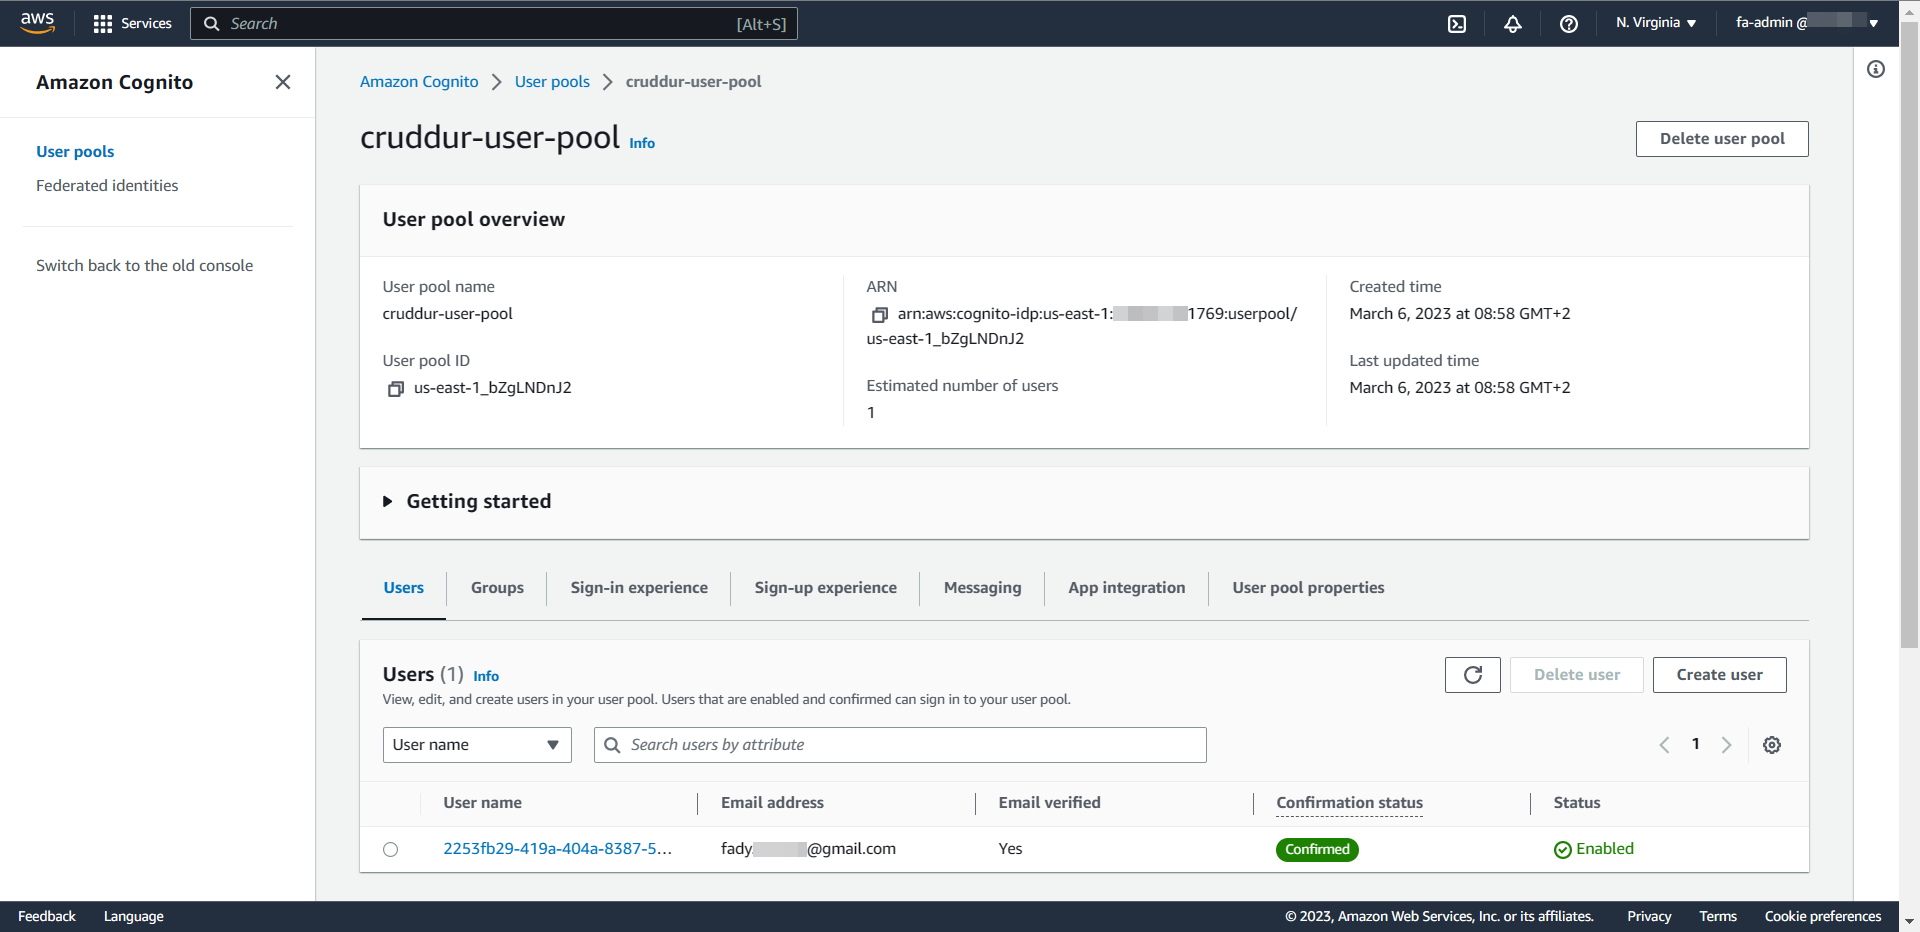 aws Services Search [Alt+S] N. Virginia fa-admin @
Amazon Cognito
User pools
Federated identities
Switch back to the old console
Amazon Cognito User pools cruddur-user-pool
cruddur-user-pool Info
Delete user pool
User pool overview
User pool name
cruddur-user-pool
User pool ID
us-east-1_bZgLNDnJ2
ARN
arn:aws:cognito-idp:us-east-1: 1769:userpool/
us-east-1_bZgLNDnJ2
Estimated number of users
1
Created time
March 6, 2023 at 08:58 GMT+2
Last updated time
March 6, 2023 at 08:58 GMT+2
Getting started
Users Groups Sign-in experience Sign-up experience Messaging App integration User pool properties
Users (1) Info
View, edit, and create users in your user pool. Users that are enabled and confirmed can sign in to your user pool.
Delete user Create user
User name Search users by attribute 1
User name Email address Email verified Confirmation status Status
2253fb29-419a-404a-8387-5... fady @gmail.com Yes Confirmed Enabled
Feedback Language © 2023, Amazon Web Services, Inc. or its affiliates. Privacy Terms Cookie preferences